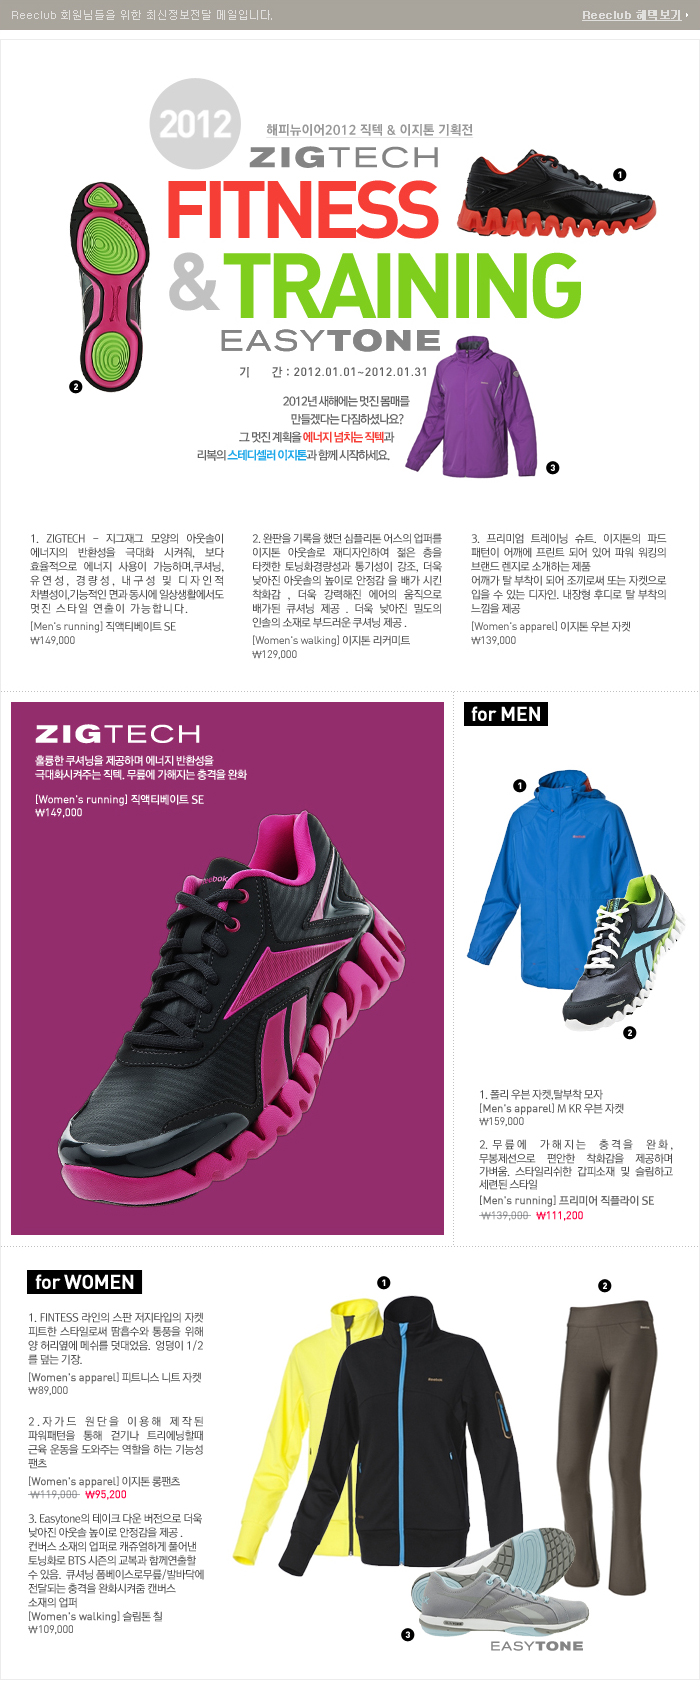 Reeclub 회원님들을 위한 최신정보전달 메일입니다.
Reeclub 혜택보기
2012
해피뉴이어2012 직텍 & 이지톤 기획전
ZIGTECH
FITNESS
& TRAINING
EASYTONE
기 간 : 2012.01.01~2012.01.31
2012년 새해에는 멋진 몸매를
만들겠다는 다짐하셨나요?
그 멋진 계획을 에너지 넘치는 직텍과
리복의 스테디셀러 이지톤과 함께 시작하세요.
1
2
3
1. ZIGTECH - 지그재그 모양의 아웃솔이
에너지의 반환성을 극대화 시켜줘, 보다
효율적으로 에너지 사용이 가능하며,쿠셔닝,
유연성, 경량성, 내구성 및 디자인적
차별성이,기능적인 면과 동시에 일상생활에서도
멋진 스타일 연출이 가능합니다.
[Men's running] 직액티베이트 SE
₩149,000
2. 완판을 기록을 했던 심플리톤 어스의 업퍼를
이지톤 아웃솔로 재디자인하여 젊은 층을
타켓한 토닝화경량성과 통기성이 강조, 더욱
낮아진 아웃솔의 높이로 안정감 을 배가 시킨
착화감 , 더욱 강력해진 에어의 움직으로
배가된 쿠셔닝 제공 . 더욱 낮아진 밀도의
인솔의 소재로 부드러운 쿠셔닝 제공 .
[Women's walking] 이지톤 리커미트
₩129,000
3. 프리미엄 트레이닝 슈트. 이지톤의 파드
패턴이 어깨에 프린트 되어 있어 파워 워킹의
브랜드 렌지로 소개하는 제품
어깨가 탈 부착이 되어 조끼로써 또는 자켓으로
입을 수 있는 디자인. 내장형 후디로 탈 부착의
느낌을 제공
[Women's apparel] 이지톤 우븐 자켓
₩139,000
ZIGTECH
훌륭한 쿠셔닝을 제공하며 에너지 반환성을
극대화시켜주는 직텍. 무릎에 가해지는 충격을 완화
[Women's running] 직액티베이트 SE
₩149,000
Reebok
for MEN
1
2
1. 폴리 우븐 자켓,탈부착 모자
[Men's apparel] M KR 우븐 자켓
₩159,000
2. 무릎에 가해지는 충격을 완화,
무봉제선으로 편안한 착화감을 제공하며
가벼움. 스타일리쉬한 갑피소재 및 슬림하고
세련된 스타일
[Men's running] 프리미어 직플라이 SE
₩139,000 ₩111,200
for WOMEN
1. FINTESS 라인의 스판 저지타입의 자켓
피트한 스타일로써 땀흡수와 통풍을 위해
양 허리옆에 메쉬를 덧대었음. 엉덩이 1/2
를 덮는 기장.
[Women's apparel] 피트니스 니트 자켓
₩89,000
2.자가드 원단을 이용해 제작된
파워패턴을 통해 걷기나 트리에닝할때
근육 운동을 도와주는 역할을 하는 기능성
팬츠
[Women's apparel] 이지톤 롱팬츠
₩119,000 ₩95,200
3. Easytone의 테이크 다운 버전으로 더욱
낮아진 아웃솔 높이로 안정감을 제공 .
컨버스 소재의 업퍼로 캐쥬얼하게 풀어낸
토닝화로 BTS 시즌의 교복과 함께연출할
수 있음. 큐셔닝 폼베이스로무릎/발바닥에
전달되는 충격을 완화시켜줌 캔버스
소재의 업퍼
[Women's walking] 슬림톤 칠
₩109,000
1
2
3
EASYTONE